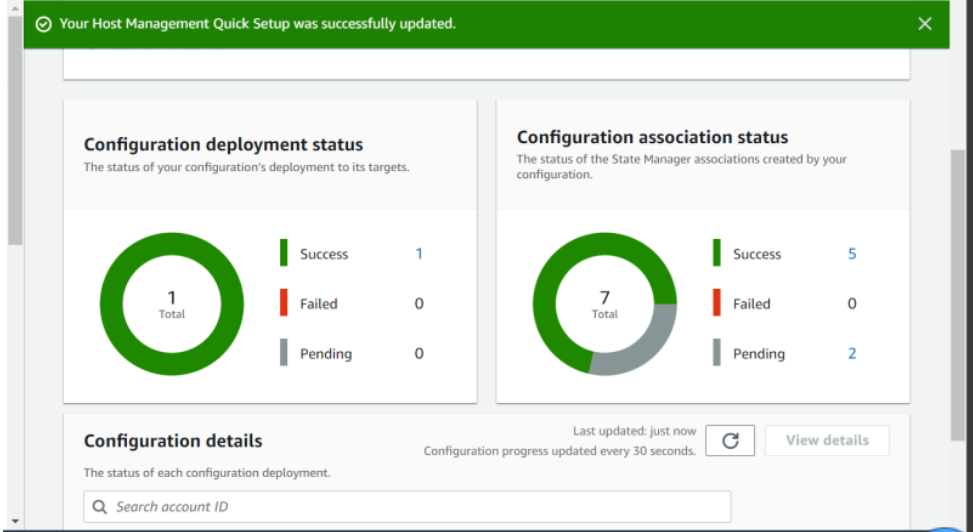 Your Host Management Quick Setup was successfully updated.
Configuration deployment status
The status of your configuration's deployment to its targets.
1
Total
Success 1
Failed 0
Pending 0
Configuration association status
The status of the State Manager associations created by your
configuration.
7
Total
Success 5
Failed 0
Pending 2
Configuration details
Last updated: just now
Configuration progress updated every 30 seconds.
View details
The status of each configuration deployment.
Search account ID